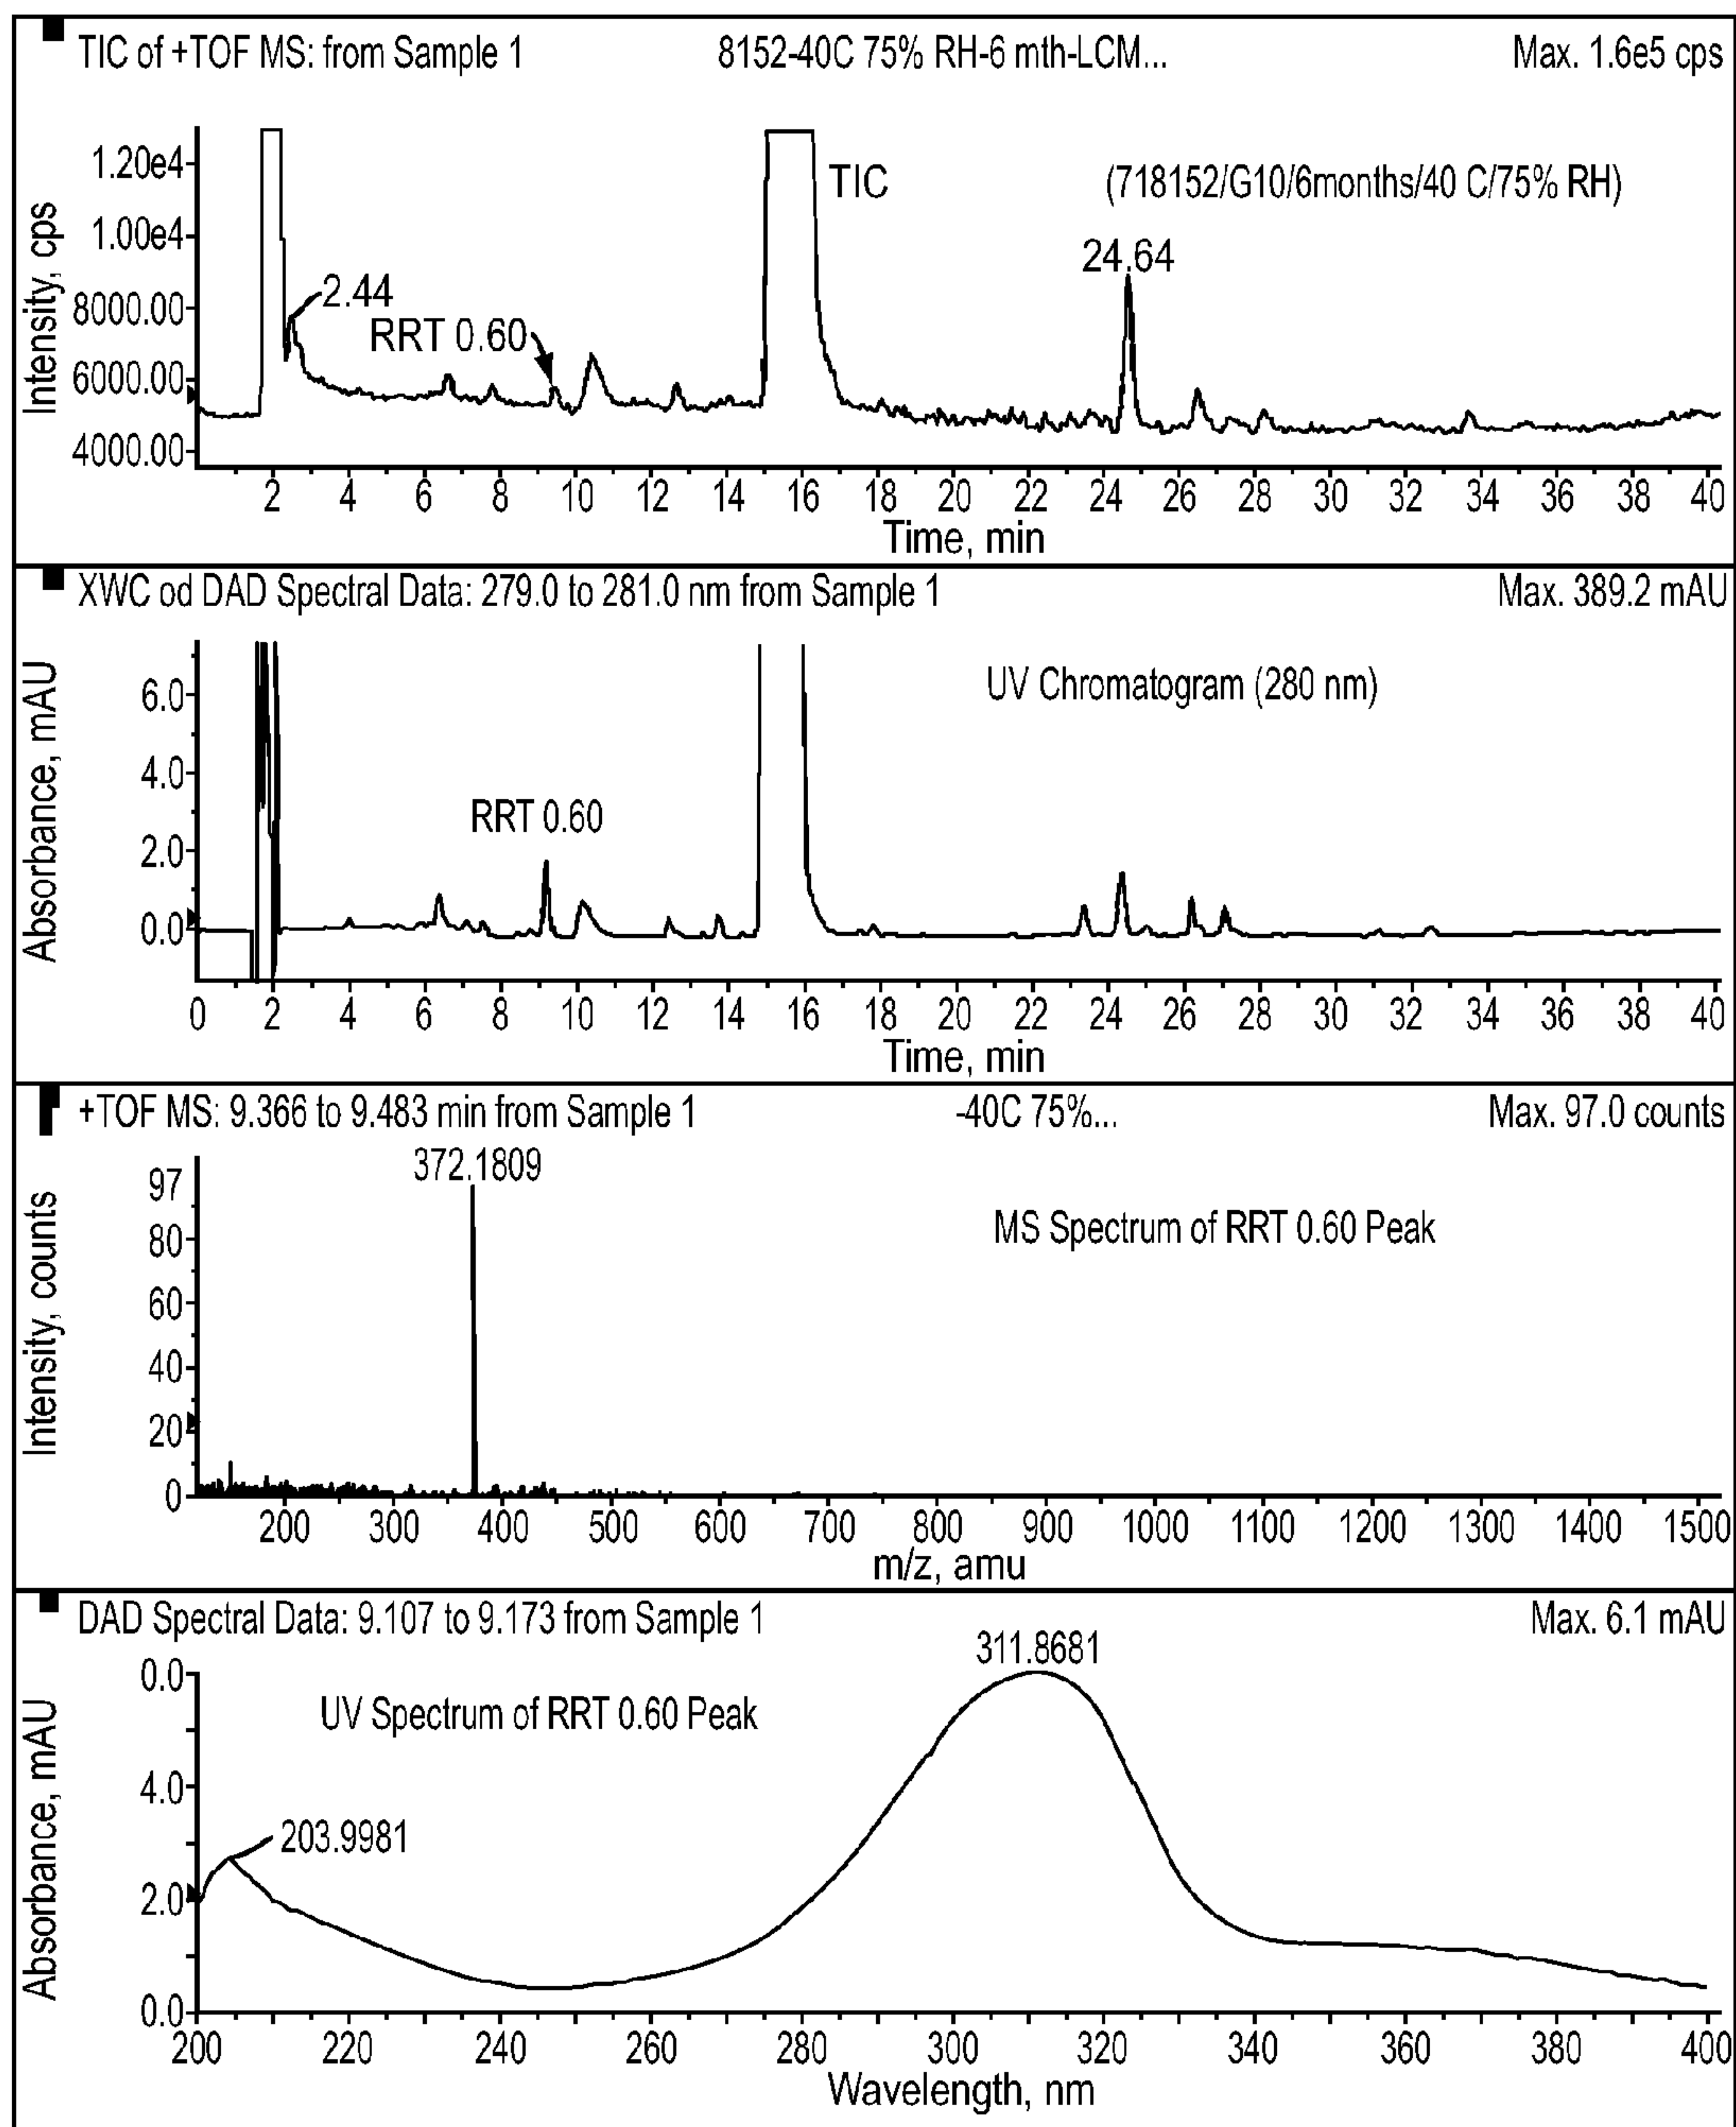 TIC of +TOF MS: from Sample 1 8152-40C 75% RH-6 mth-LCM... Max. 1.6e5 cps
Intensity, cps
1.20e4
1.00e4
8000.00
6000.00
4000.00
2.44
RRT 0.60
TIC
(718152/G10/6months/40 C/75% RH)
24.64
2 4 6 8 10 12 14 16 18 20 22 24 26 28 30 32 34 36 38 40
Time, min
XWC od DAD Spectral Data: 279.0 to 281.0 nm from Sample 1 Max. 389.2 mAU
Absorbance, mAU
6.0
4.0
2.0
0.0
RRT 0.60
UV Chromatogram (280 nm)
0 2 4 6 8 10 12 14 16 18 20 22 24 26 28 30 32 34 36 38 40
Time, min
+TOF MS: 9.366 to 9.483 min from Sample 1 -40C 75%... Max. 97.0 counts
Intensity, counts
97
80
60
40
20
0
372.1809
MS Spectrum of RRT 0.60 Peak
200 300 400 500 600 700 800 900 1000 1100 1200 1300 1400 1500
m/z, amu
DAD Spectral Data: 9.107 to 9.173 from Sample 1 Max. 6.1 mAU
Absorbance, mAU
0.0
4.0
2.0
0.0
311.8681
UV Spectrum of RRT 0.60 Peak
203.9981
200 220 240 260 280 300 320 340 360 380 400
Wavelength, nm